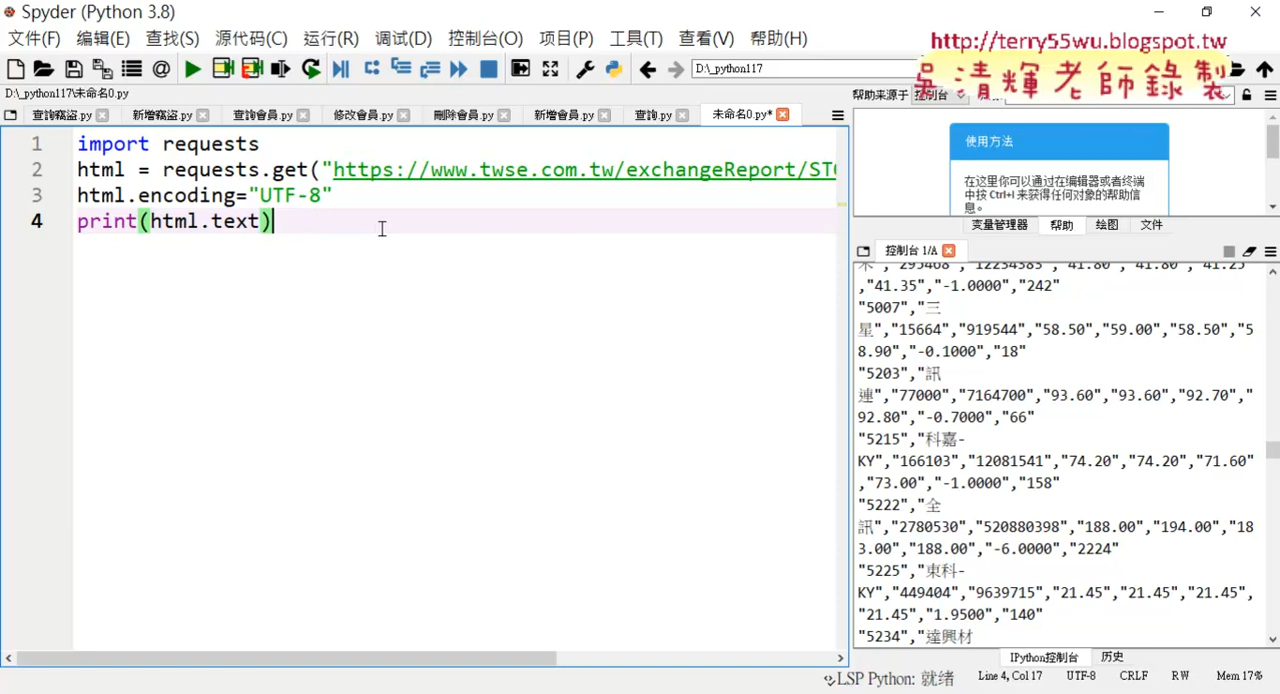 Spyder (Python 3.8)
文件(F) 编辑(E) 查找(S) 源代码(C) 运行(R) 调试(D) 控制台(O) 项目(P) 工具(T) 查看(V) 帮助(H)
http://terry55wu.blogspot.tw
吳清輝老師錄製
D:\_python117
D:\_python117\未命名0.py
帮助来源于 控制台
查詢竊盜.py 新增竊盜.py 查詢會員.py 修改會員.py 刪除會員.py 新增會員.py 查詢.py 未命名0.py*
1 import requests
2 html = requests.get("https://www.twse.com.tw/exchangeReport/STO
3 html.encoding="UTF-8"
4 print(html.text)
使用方法
在这里你可以通过在编辑器或者终端
中按 Ctrl+I 来获得任何对象的帮助信
息。
变量管理器 帮助 绘图 文件
控制台 1/A
禾","295468","12234385","41.80","41.80","41.25"
,"41.35","-1.0000","242"
"5007","三
星","15664","919544","58.50","59.00","58.50","5
8.90","-0.1000","18"
"5203","訊
連","77000","7164700","93.60","93.60","92.70","
92.80","-0.7000","66"
"5215","科嘉-
KY","166103","12081541","74.20","74.20","71.60"
,"73.00","-1.0000","158"
"5222","全
訊","2780530","520880398","188.00","194.00","18
3.00","188.00","-6.0000","2224"
"5225","東科-
KY","449404","9639715","21.45","21.45","21.45",
"21.45","1.9500","140"
"5234","達興材
IPython控制台 历史
LSP Python: 就绪 Line 4, Col 17 UTF-8 CRLF RW Mem 17%